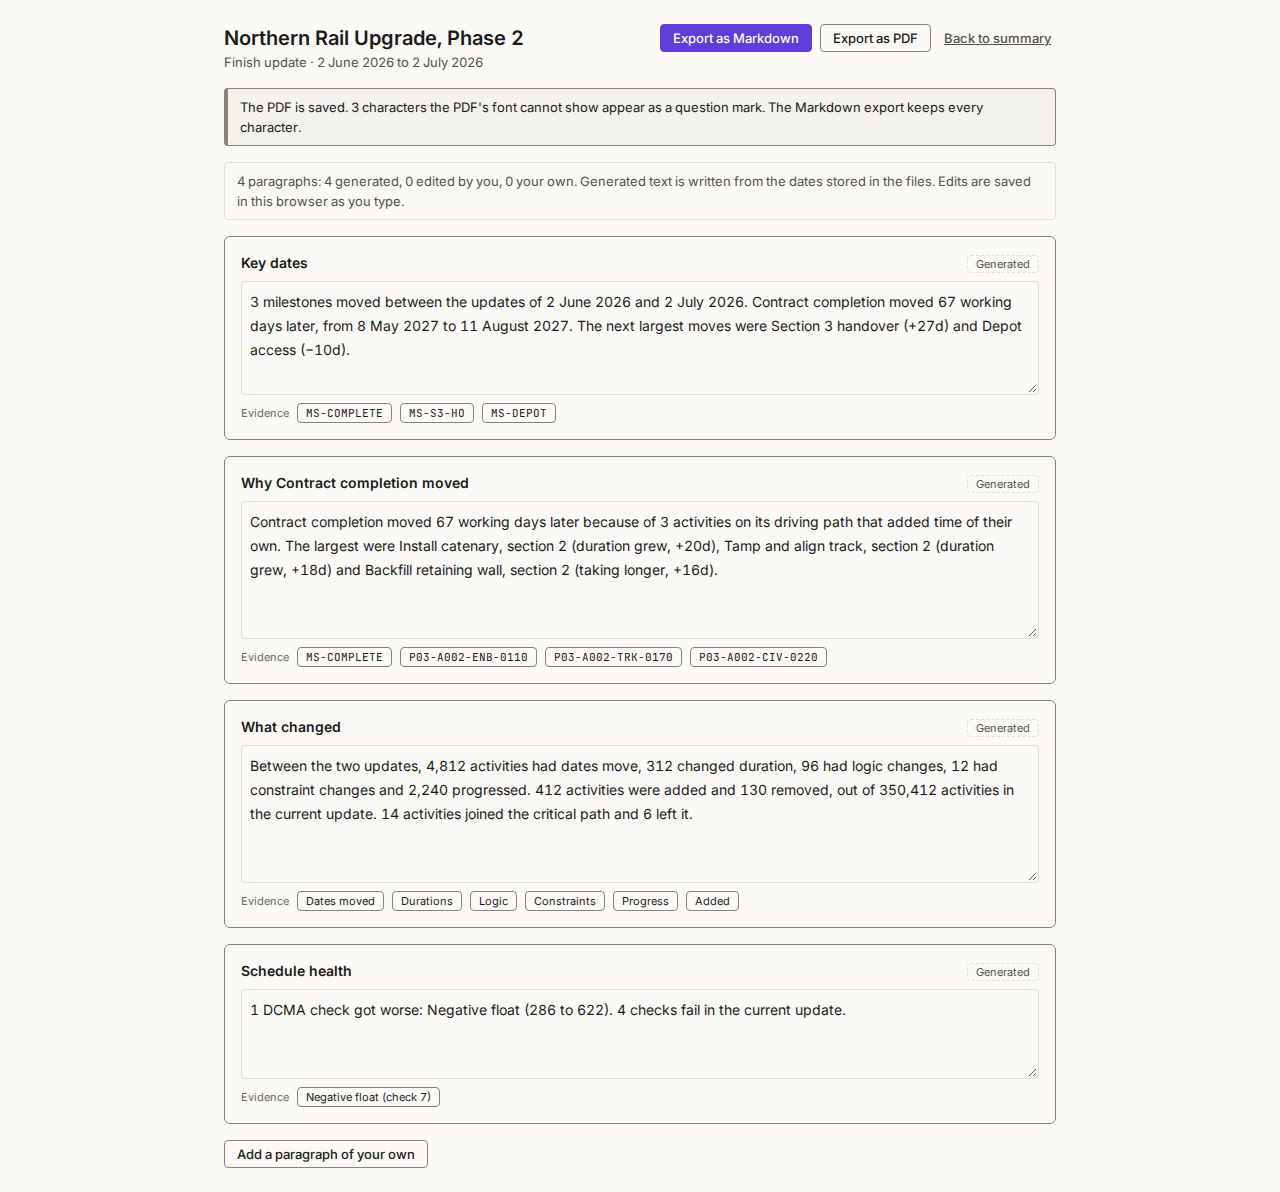 Northern Rail Upgrade, Phase 2
Export as Markdown
Export as PDF
Back to summary
Finish update · 2 June 2026 to 2 July 2026
The PDF is saved. 3 characters the PDF's font cannot show appear as a question mark. The Markdown export keeps every
character.
4 paragraphs: 4 generated, 0 edited by you, 0 your own. Generated text is written from the dates stored in the files. Edits are saved
in this browser as you type.
Key dates
Generated
3 milestones moved between the updates of 2 June 2026 and 2 July 2026. Contract completion moved 67 working
days later, from 8 May 2027 to 11 August 2027. The next largest moves were Section 3 handover (+27d) and Depot
access (−10d).
Evidence MS-COMPLETE MS-S3-HO MS-DEPOT
Why Contract completion moved
Generated
Contract completion moved 67 working days later because of 3 activities on its driving path that added time of their
own. The largest were Install catenary, section 2 (duration grew, +20d), Tamp and align track, section 2 (duration
grew, +18d) and Backfill retaining wall, section 2 (taking longer, +16d).
Evidence MS-COMPLETE P03-A002-ENB-0110 P03-A002-TRK-0170 P03-A002-CIV-0220
What changed
Generated
Between the two updates, 4,812 activities had dates move, 312 changed duration, 96 had logic changes, 12 had
constraint changes and 2,240 progressed. 412 activities were added and 130 removed, out of 350,412 activities in
the current update. 14 activities joined the critical path and 6 left it.
Evidence Dates moved Durations Logic Constraints Progress Added
Schedule health
Generated
1 DCMA check got worse: Negative float (286 to 622). 4 checks fail in the current update.
Evidence Negative float (check 7)
Add a paragraph of your own